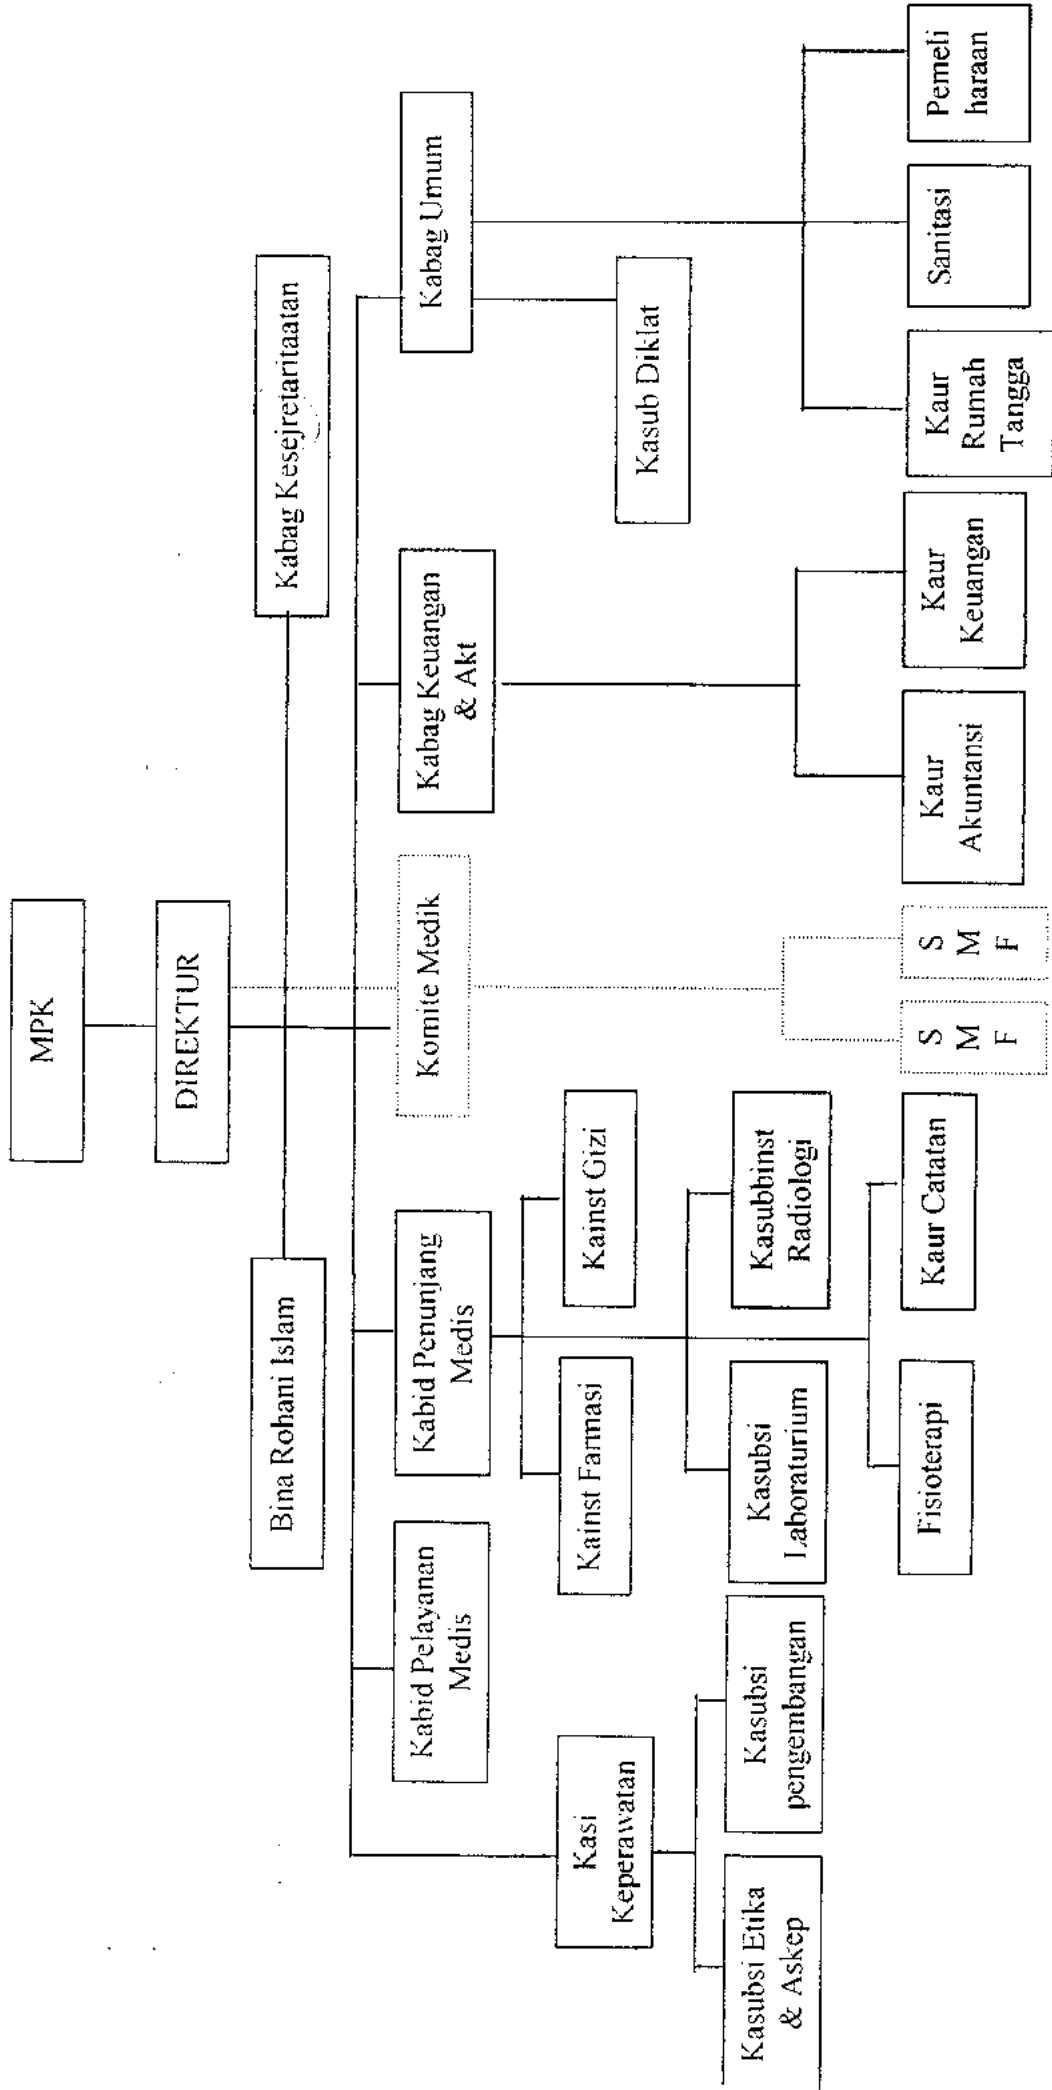 MPK
DIREKTUR
Bina Rohani Islam
Kabag Kesejretaritaatan
Kabid Pelayanan
Medis
Kabid Penunjang
Medis
Komite Medik
Kabag Keuangan
& Akt
Kabag Umum
Kasi
Keperawatan
Kainst Farmasi
Kainst Gizi
Kasub Diklat
Kasubsi Etika
& Askep
Kasubsi
pengembangan
Kasubsi
Laboraturium
Kasubbinst
Radiologi
Fisioterapi
Kaur Catatan
S
M
F
S
M
F
Kaur
Akuntansi
Kaur
Keuangan
Kaur
Rumah
Tangga
Sanitasi
Pemeli
haraan